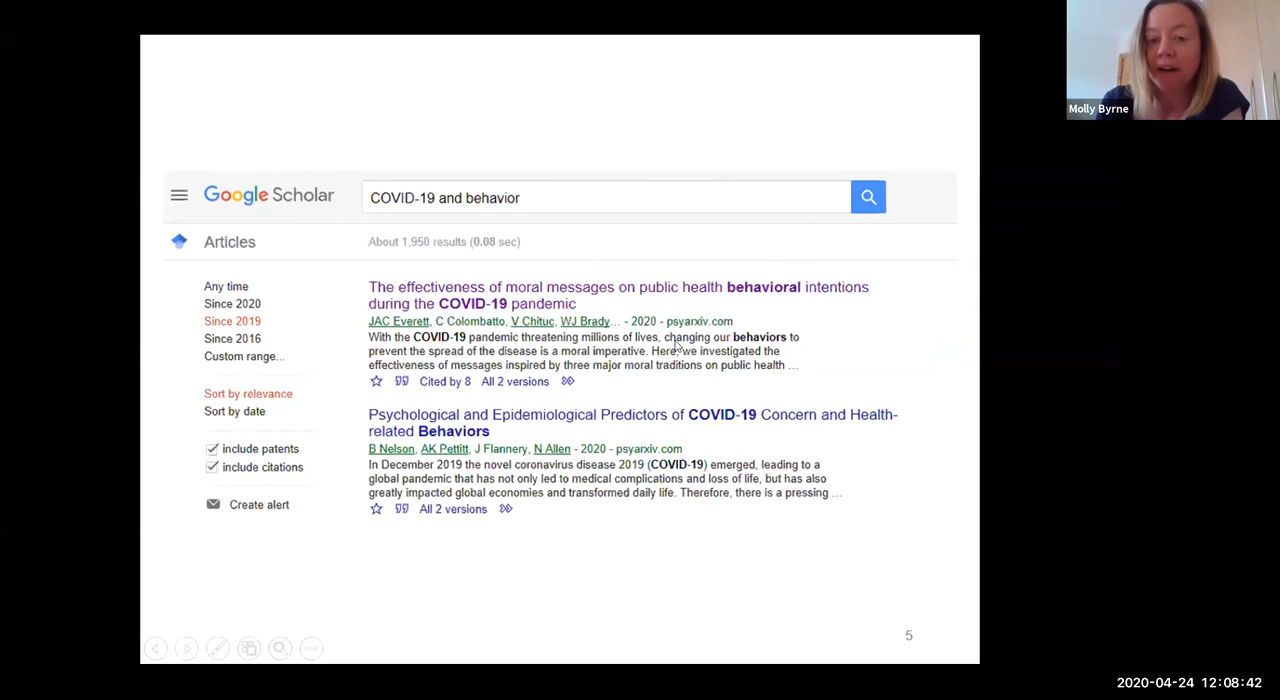 Molly Byrne
Google Scholar
COVID-19 and behavior
Articles
About 1,950 results (0.08 sec)
Any time
Since 2020
Since 2019
Since 2016
Custom range...
Sort by relevance
Sort by date
include patents
include citations
Create alert
The effectiveness of moral messages on public health behavioral intentions
during the COVID-19 pandemic
JAC Everett, C Colombatto, V Chituc, WJ Brady... - 2020 - psyarxiv.com
With the COVID-19 pandemic threatening millions of lives, changing our behaviors to
prevent the spread of the disease is a moral imperative. Here, we investigated the
effectiveness of messages inspired by three major moral traditions on public health ...
Cited by 8 All 2 versions
Psychological and Epidemiological Predictors of COVID-19 Concern and Health-
related Behaviors
B Nelson, AK Pettitt, J Flannery, N Allen - 2020 - psyarxiv.com
In December 2019 the novel coronavirus disease 2019 (COVID-19) emerged, leading to a
global pandemic that has not only led to medical complications and loss of life, but has also
greatly impacted global economies and transformed daily life. Therefore, there is a pressing ...
All 2 versions
5
2020-04-24 12:08:42